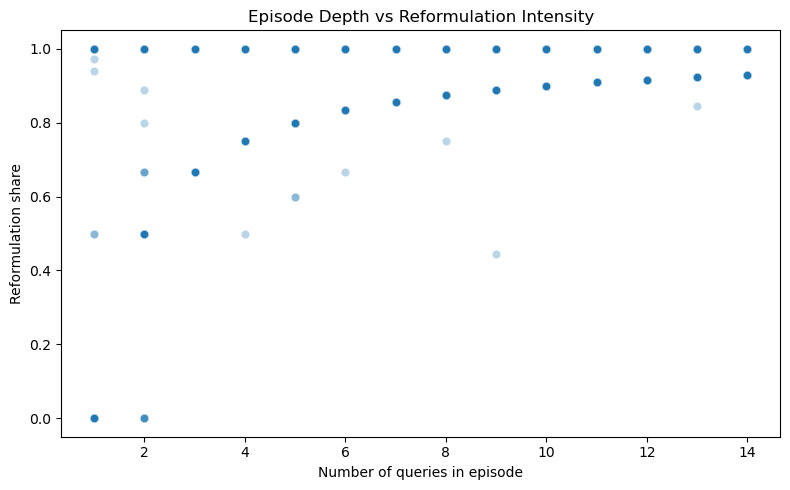 Episode Depth vs Reformulation Intensity
Reformulation share
1.0
0.8
0.6
0.4
0.2
0.0
2 4 6 8 10 12 14
Number of queries in episode